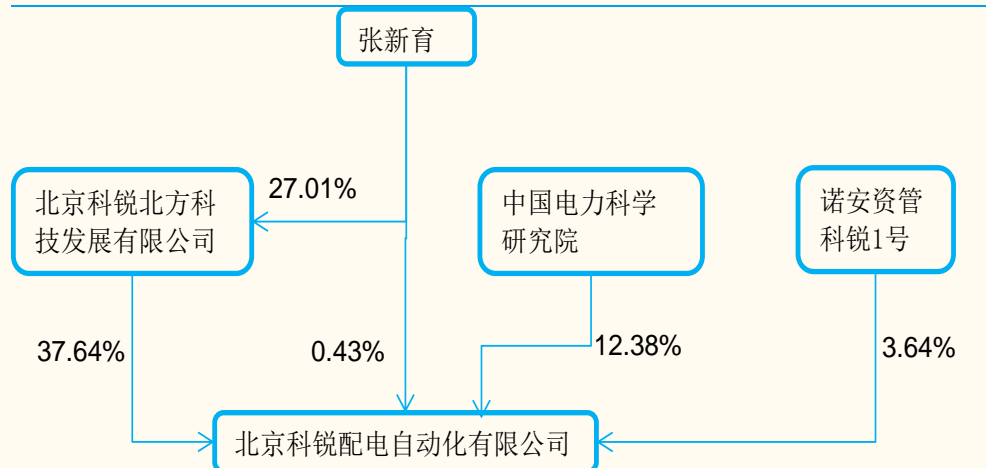 张新育
27.01%
北京科锐北方科
技发展有限公司
中国电力科学
研究院
诺安资管
科锐1号
37.64%
0.43%
12.38%
3.64%
北京科锐配电自动化有限公司